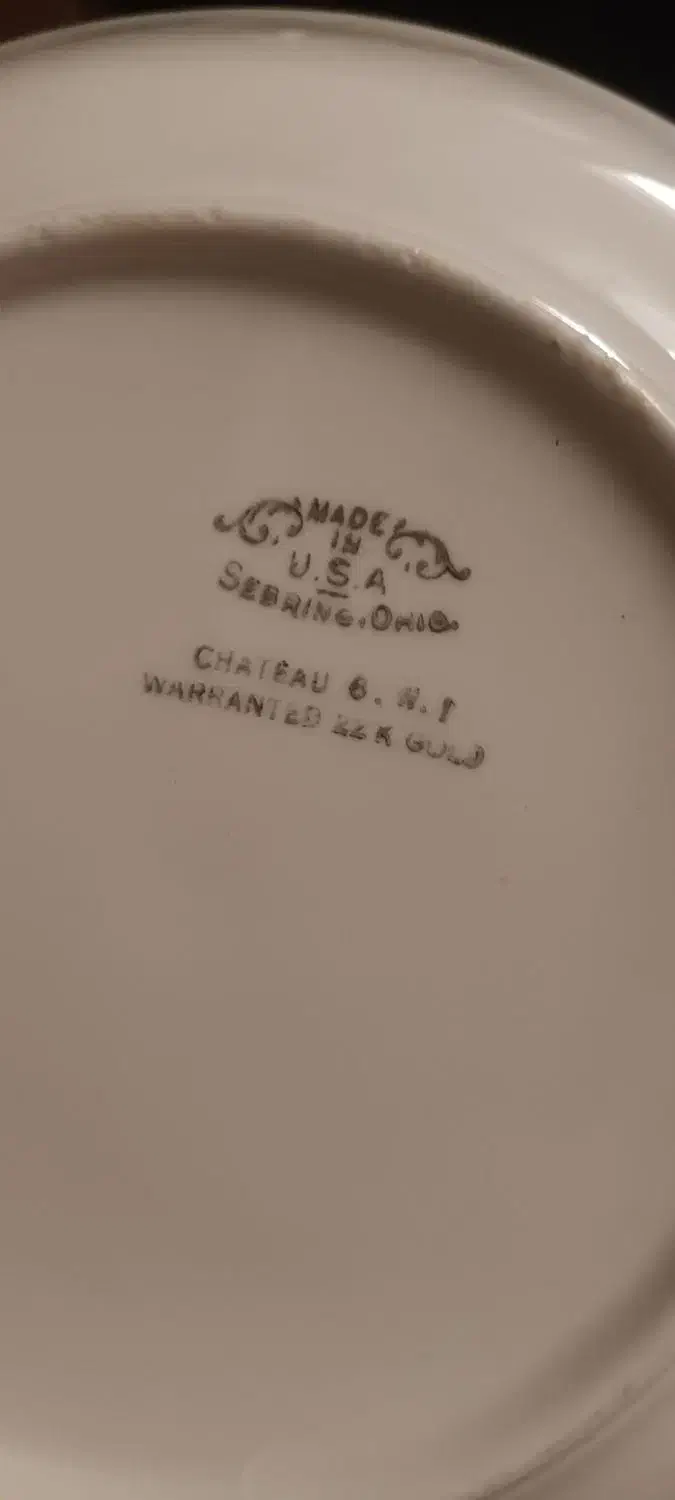 MADE
IN
U.S.A
SEBRING, OHIO.
CHATEAU
WARRANTED 22 K GOLD